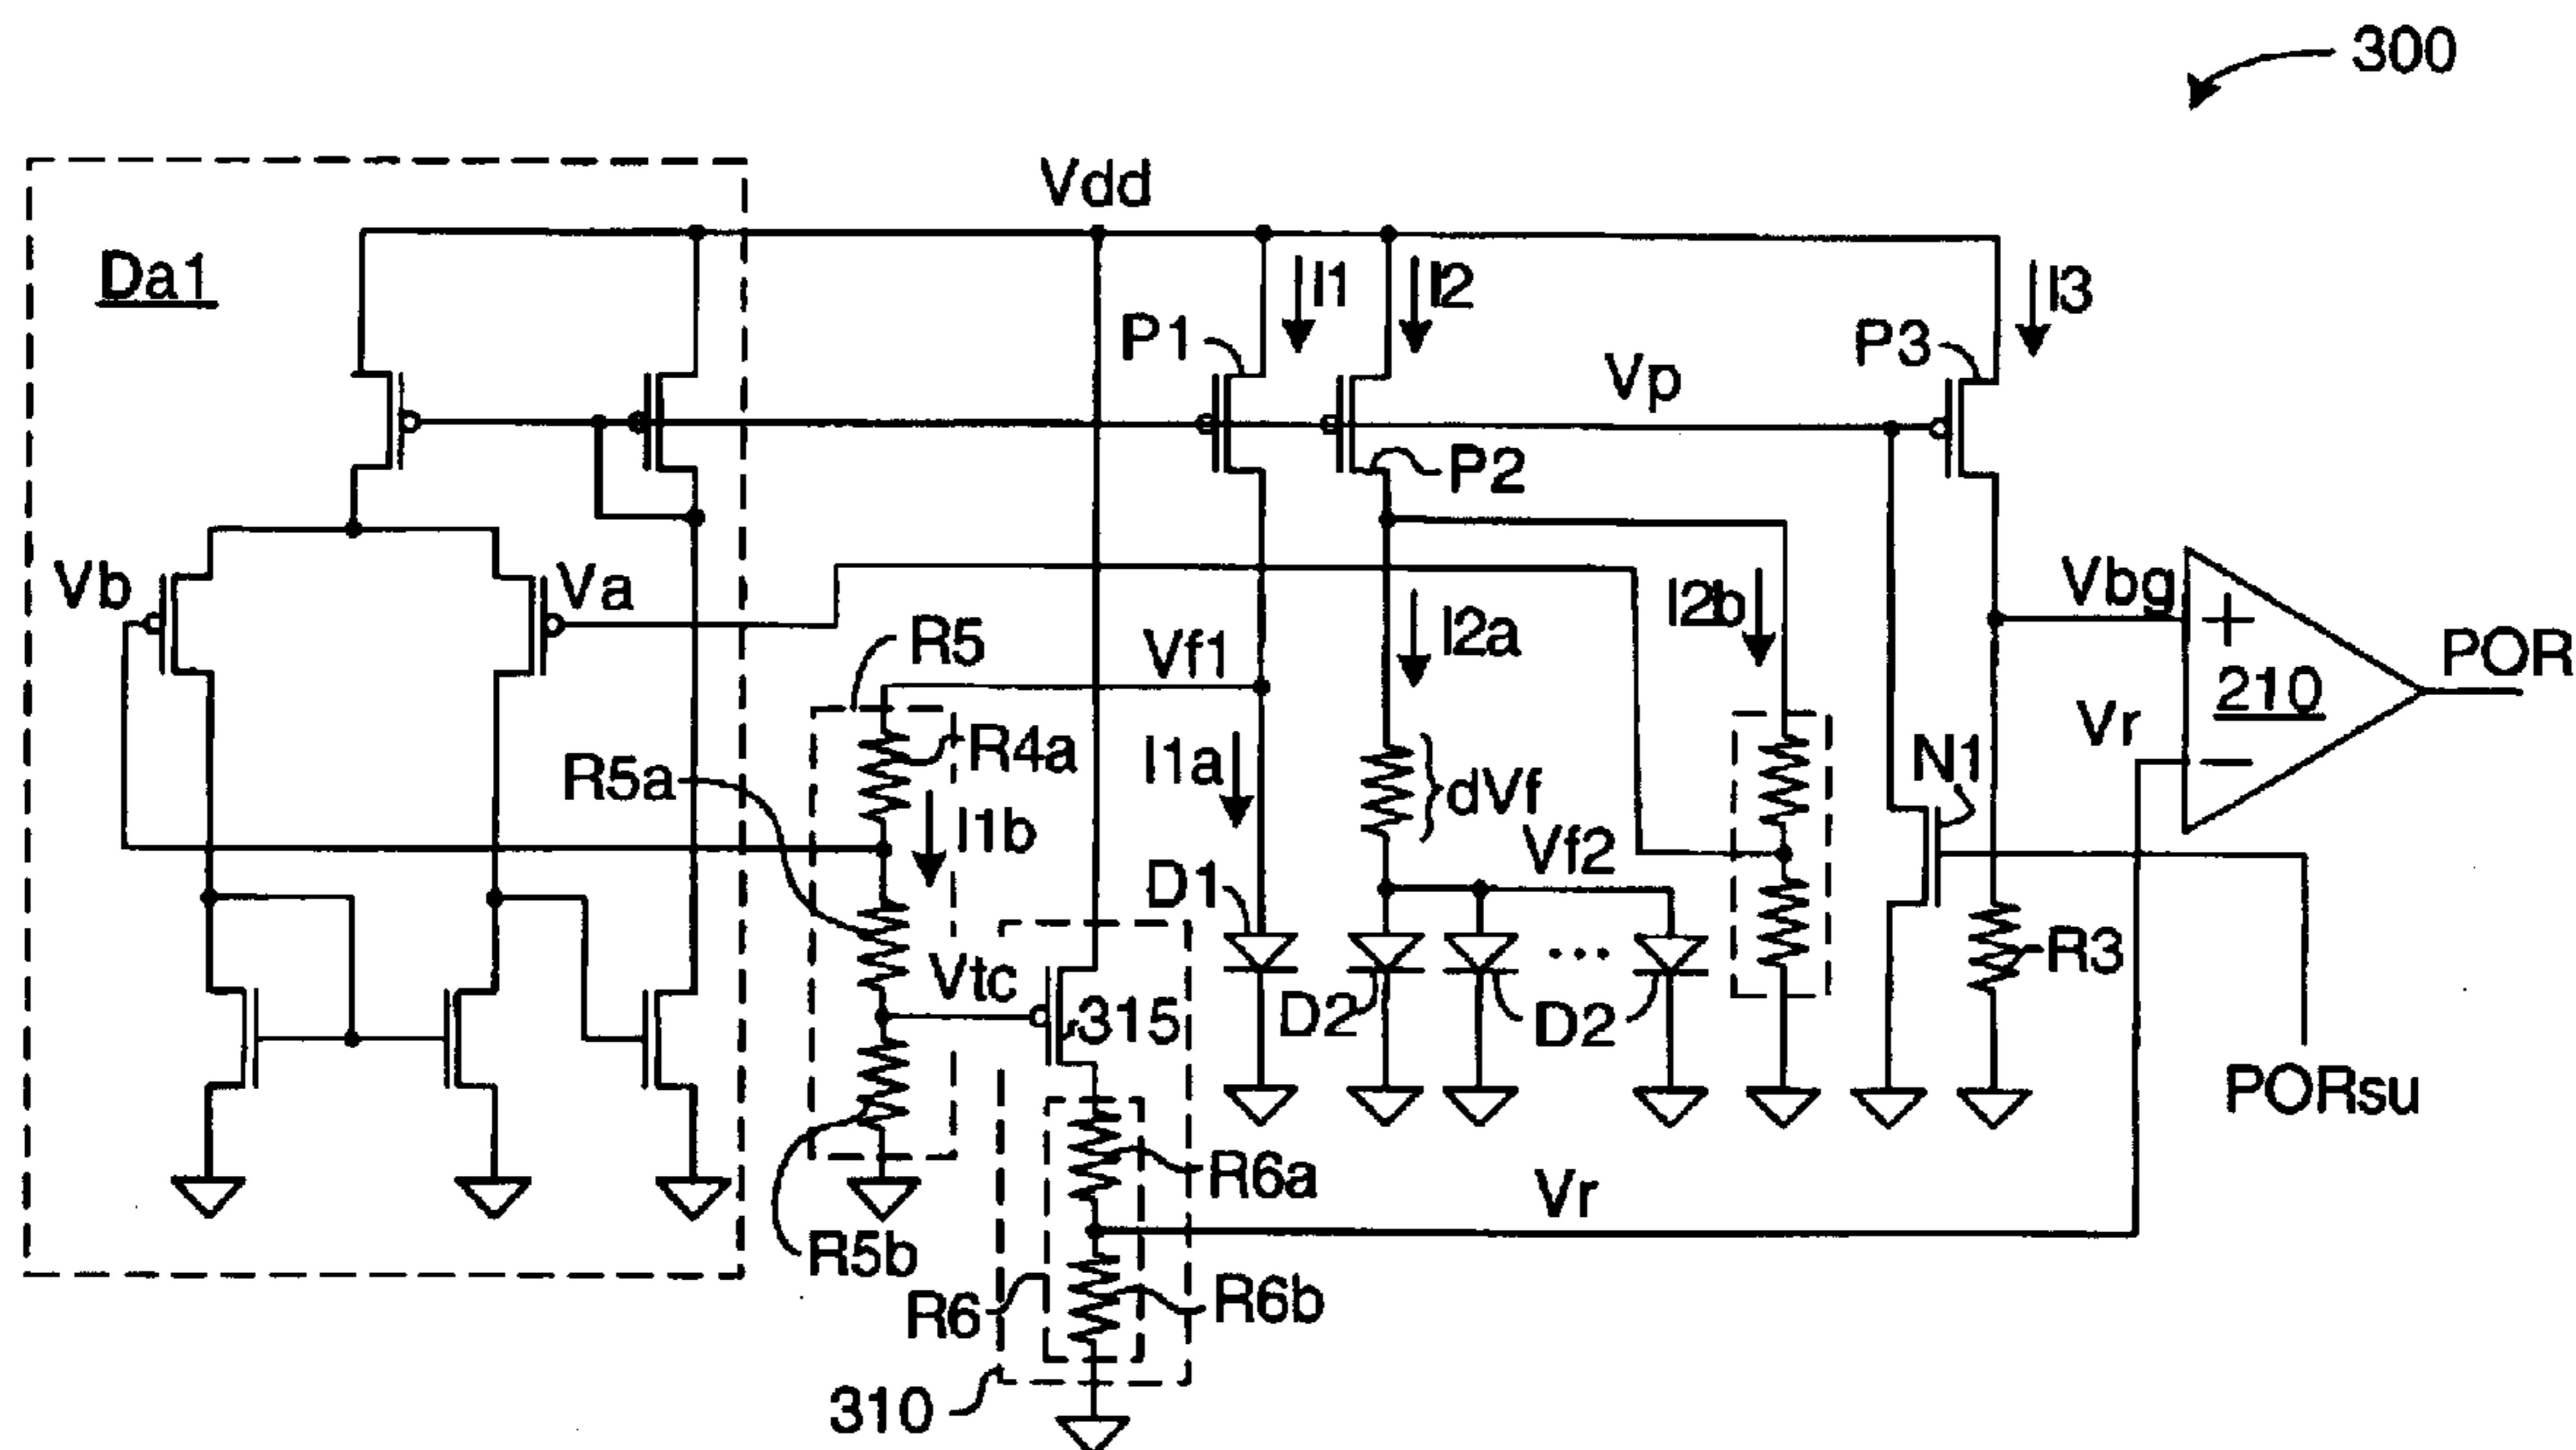 300
Vdd
Da1
I1
I2
I3
P1
Vp
P3
P2
Vb
Va
Vbg
I2b
R5
I2a
Vf1
+
POR
210
R4a
Vr
R5a
I1a
N1
dVf
I1b
Vf2
D1
R3
Vtc
315
D2
D2
PORsu
R6a
Vr
R5b
R6
R6b
310